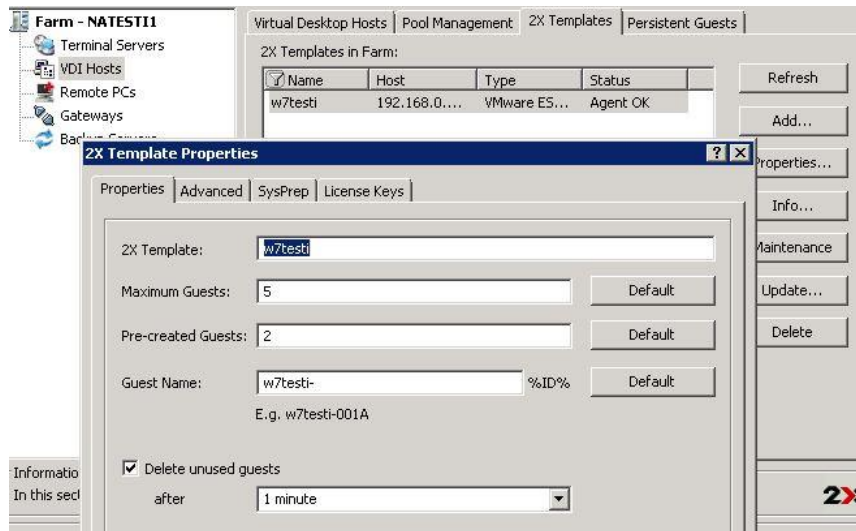 Farm - NATESTI1
Terminal Servers
VDI Hosts
Remote PCs
Gateways
Virtual Desktop Hosts Pool Management 2X Templates Persistent Guests
2X Templates in Farm:
Name Host Type Status
w7testi 192.168.0.... VMware ES... Agent OK
Refresh
Add...
Properties...
Info...
Maintenance
Update...
Delete
2X Template Properties
Properties Advanced SysPrep License Keys
2X Template: w7testi
Maximum Guests: 5 Default
Pre-created Guests: 2 Default
Guest Name: w7testi- %ID% Default
E.g. w7testi-001A
Delete unused guests
after 1 minute
Informatio
In this sect
2X